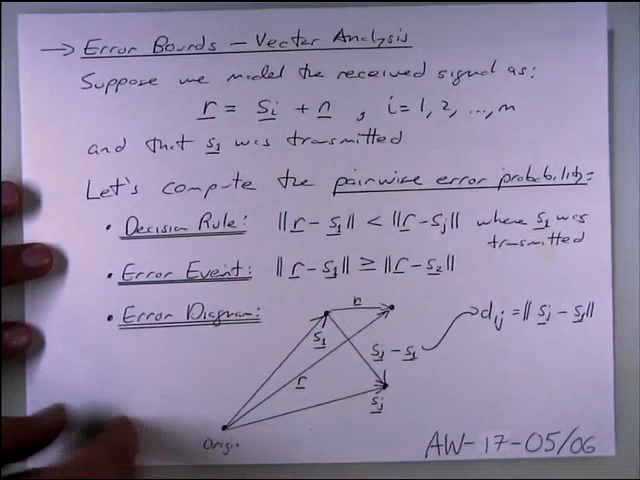 → Error Bounds – Vector Analysis
Suppose we model the received signal as:
r = si + n , i = 1, 2, ..., m
and that s1 was transmitted
Let's compute the pairwise error probability:
• Decision Rule: ‖r - s1‖ < ‖r - sj‖ where s1 was
transmitted
• Error Event: ‖r - s1‖ ≥ ‖r - s2‖
• Error Diagram:
n
s1
sj - s1
dij = ‖sj - s1‖
r
sj
Origin
AW-17-05/06